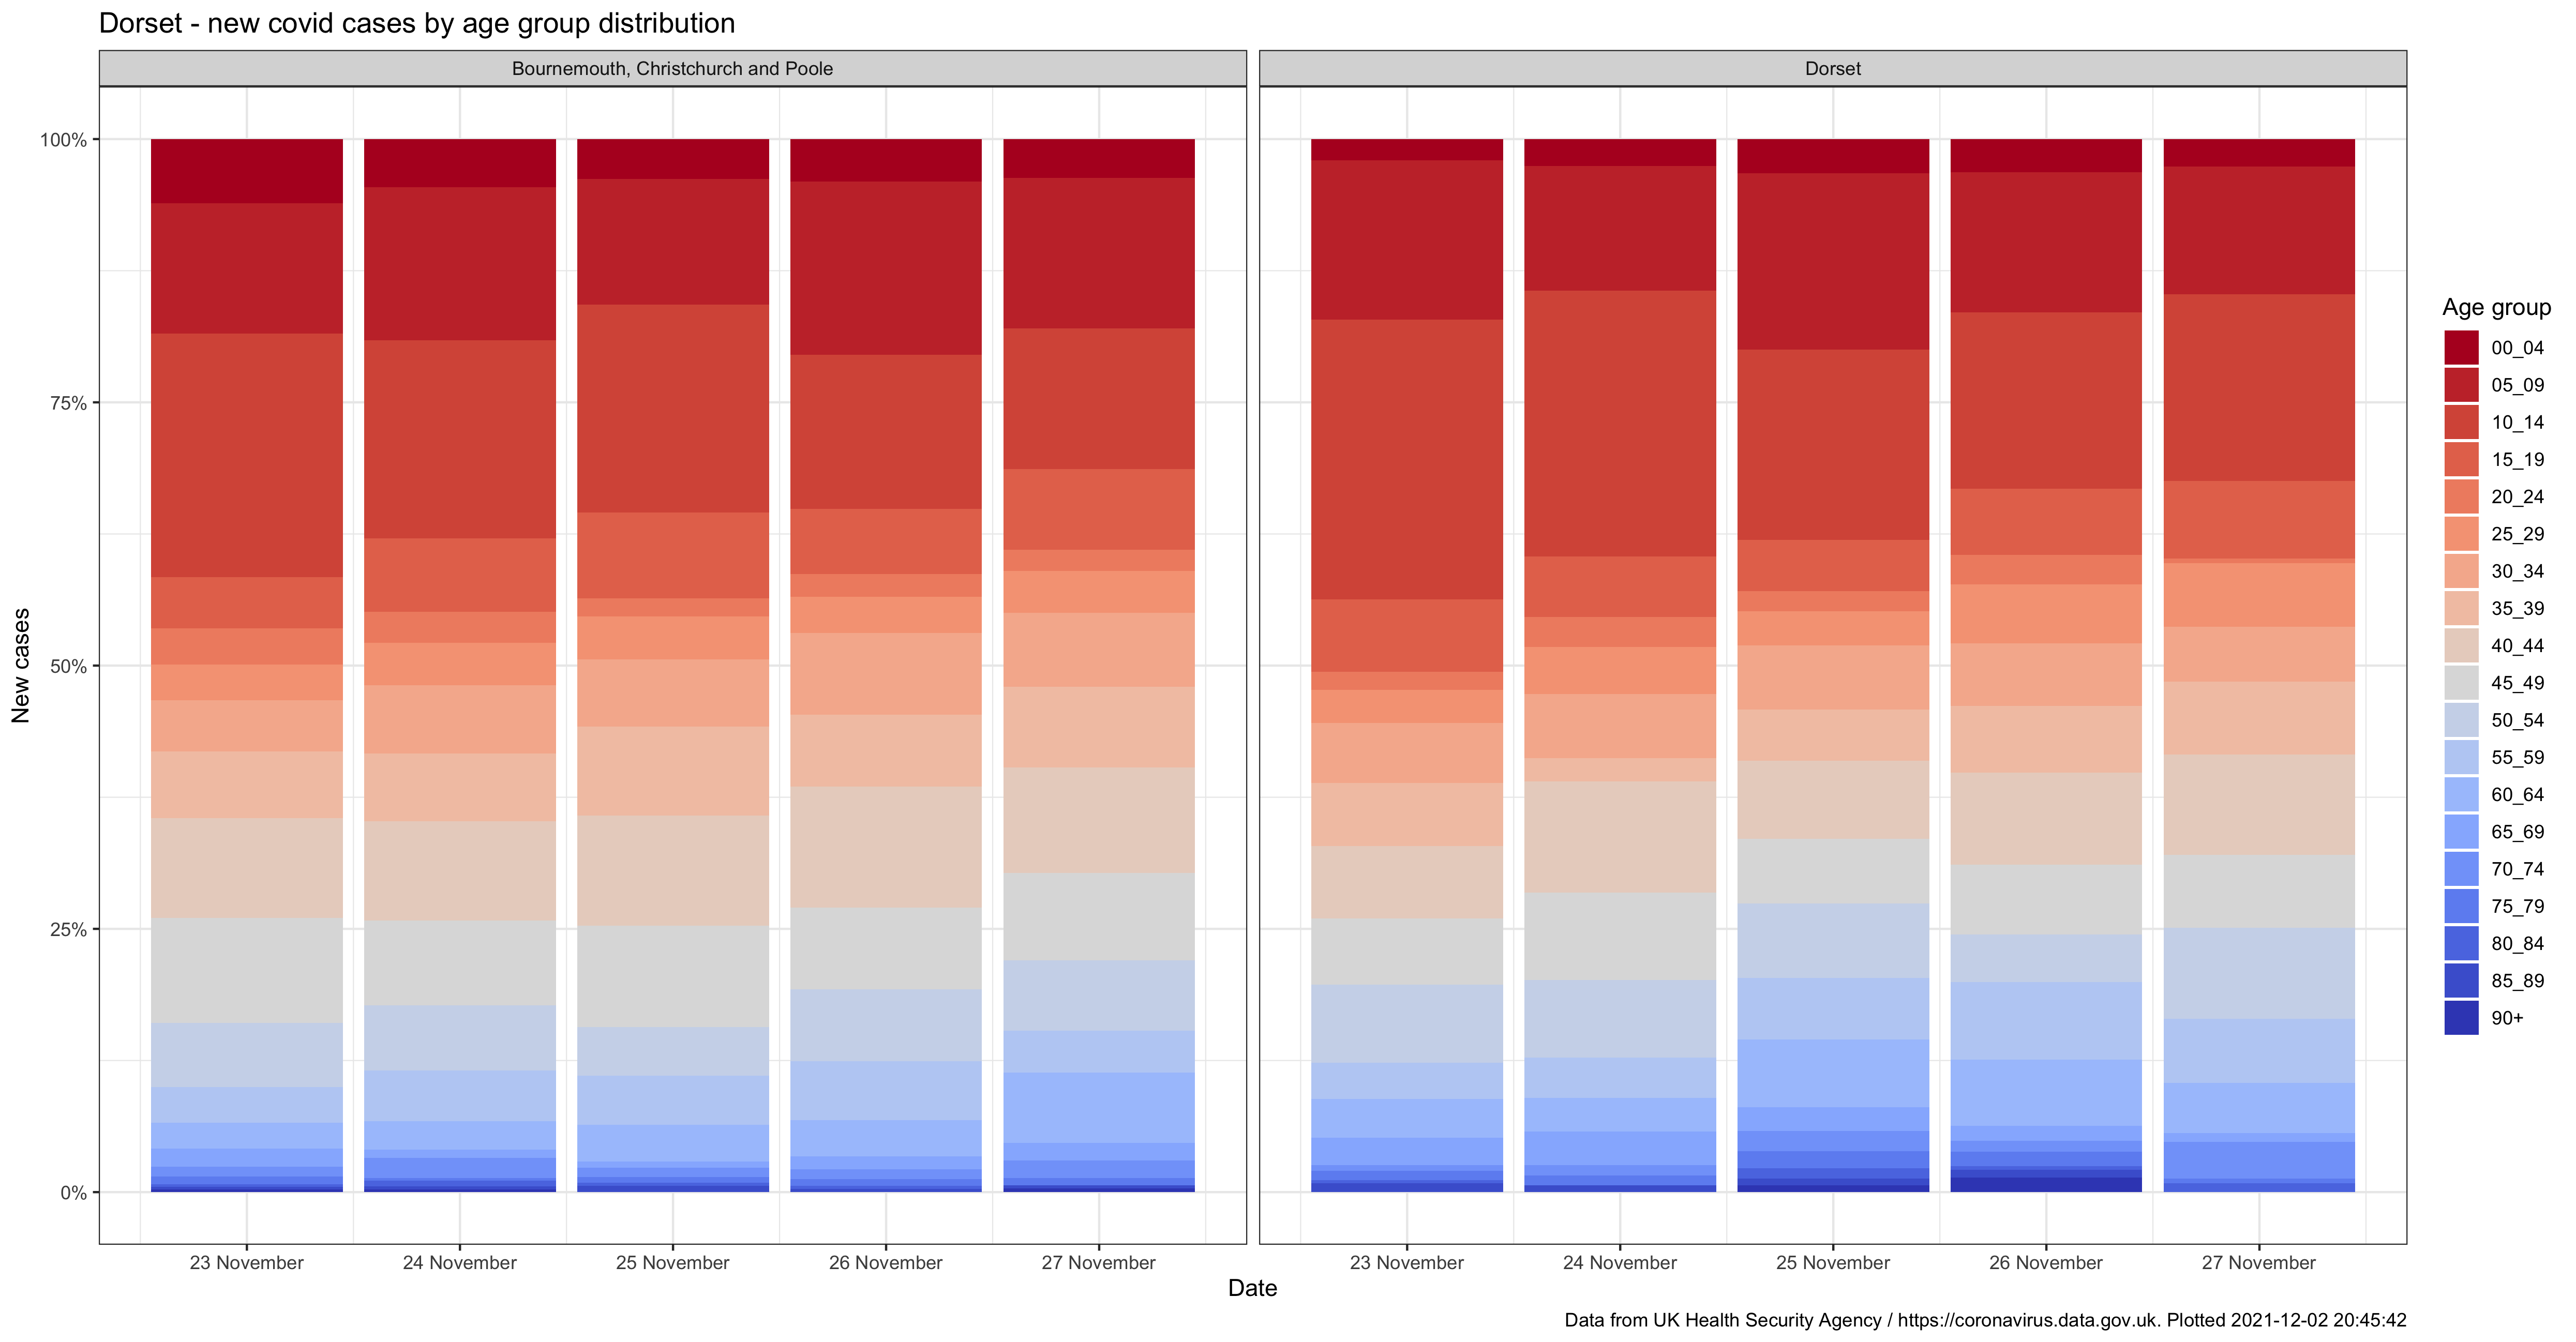 Dorset - new covid cases by age group distribution
Bournemouth, Christchurch and Poole
Dorset
100%
75%
50%
25%
0%
New cases
23 November
24 November
25 November
26 November
27 November
23 November
24 November
25 November
26 November
27 November
Date
Age group
00_04
05_09
10_14
15_19
20_24
25_29
30_34
35_39
40_44
45_49
50_54
55_59
60_64
65_69
70_74
75_79
80_84
85_89
90+
Data from UK Health Security Agency / https://coronavirus.data.gov.uk. Plotted 2021-12-02 20:45:42